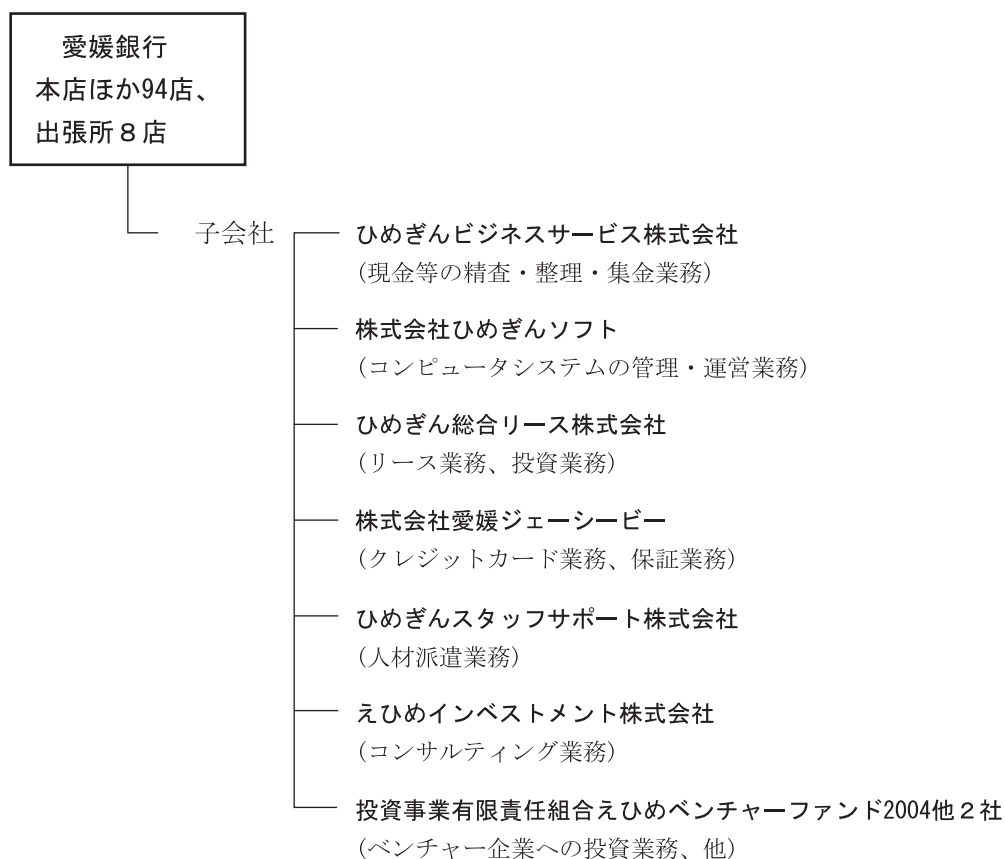 愛媛銀行
本店ほか94店、
出張所８店
子会社
ひめぎんビジネスサービス株式会社
（現金等の精査・整理・集金業務）
株式会社ひめぎんソフト
（コンピュータシステムの管理・運営業務）
ひめぎん総合リース株式会社
（リース業務、投資業務）
株式会社愛媛ジェーシービー
（クレジットカード業務、保証業務）
ひめぎんスタッフサポート株式会社
（人材派遣業務）
えひめインベストメント株式会社
（コンサルティング業務）
投資事業有限責任組合えひめベンチャーファンド2004他２社
（ベンチャー企業への投資業務、他）